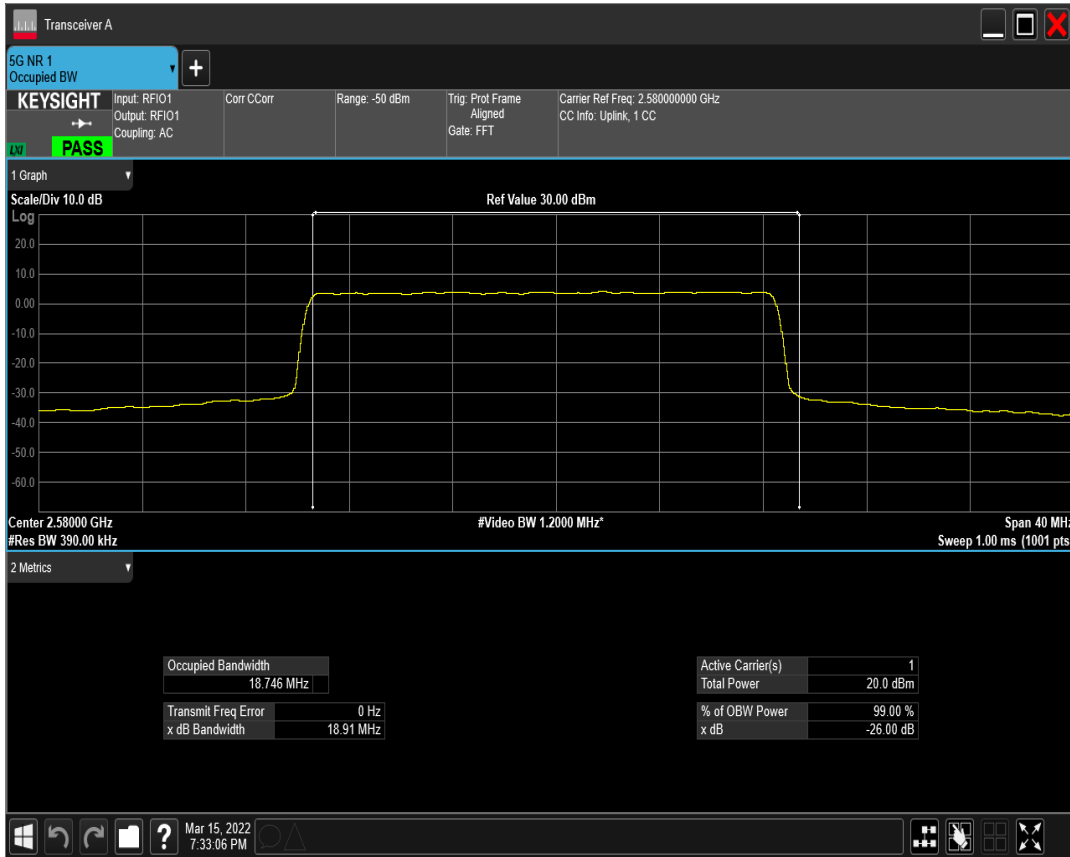 Transceiver A
5G NR 1
Occupied BW
KEYSIGHT
LXI
PASS
Input: RFIO1
Output: RFIO1
Coupling: AC
Corr CCorr
Range: -50 dBm
Trig: Prot Frame
Aligned
Gate: FFT
Carrier Ref Freq: 2.580000000 GHz
CC Info: Uplink, 1 CC
1 Graph
Scale/Div 10.0 dB
Ref Value 30.00 dBm
Log
20.0
10.0
0.00
-10.0
-20.0
-30.0
-40.0
-50.0
-60.0
Center 2.58000 GHz
#Video BW 1.2000 MHz*
Span 40 MHz
#Res BW 390.00 kHz
Sweep 1.00 ms (1001 pts
2 Metrics
Occupied Bandwidth
18.746 MHz
Transmit Freq Error 0 Hz
x dB Bandwidth 18.91 MHz
Active Carrier(s) 1
Total Power 20.0 dBm
% of OBW Power 99.00 %
x dB -26.00 dB
?
Mar 15, 2022
7:33:06 PM